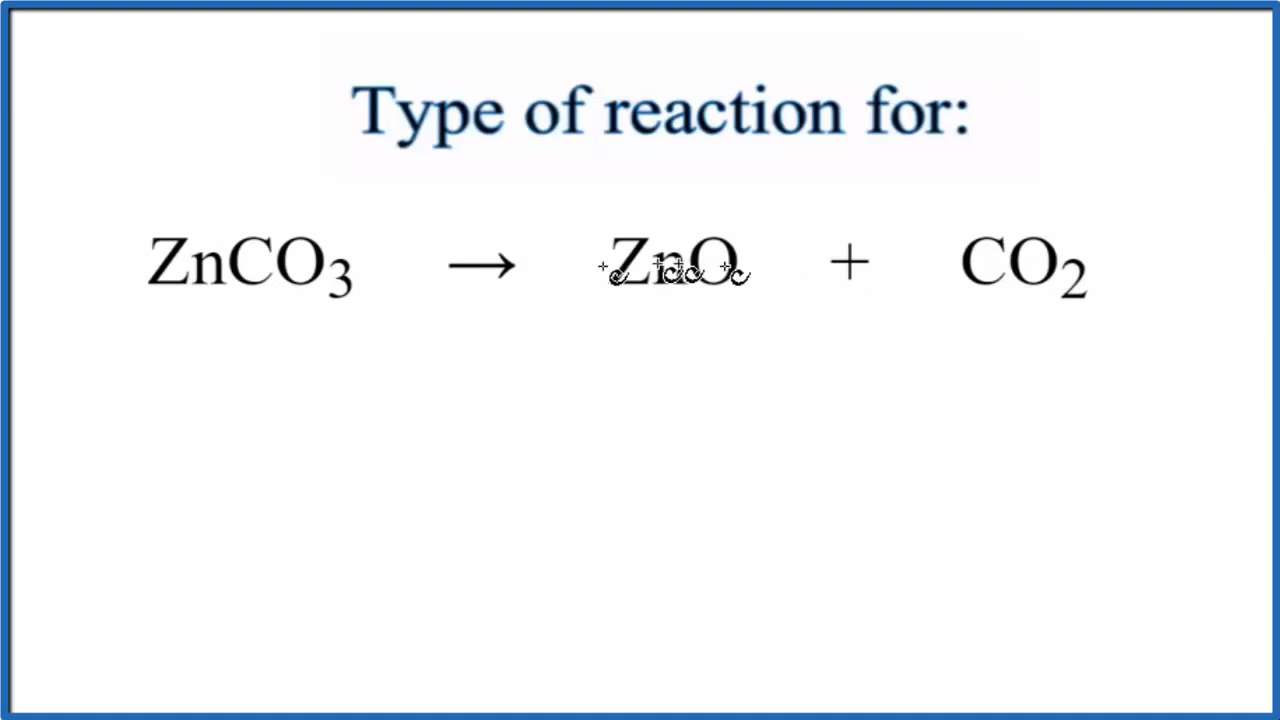 Type of reaction for:
ZnCO₃ → ZnO + CO₂